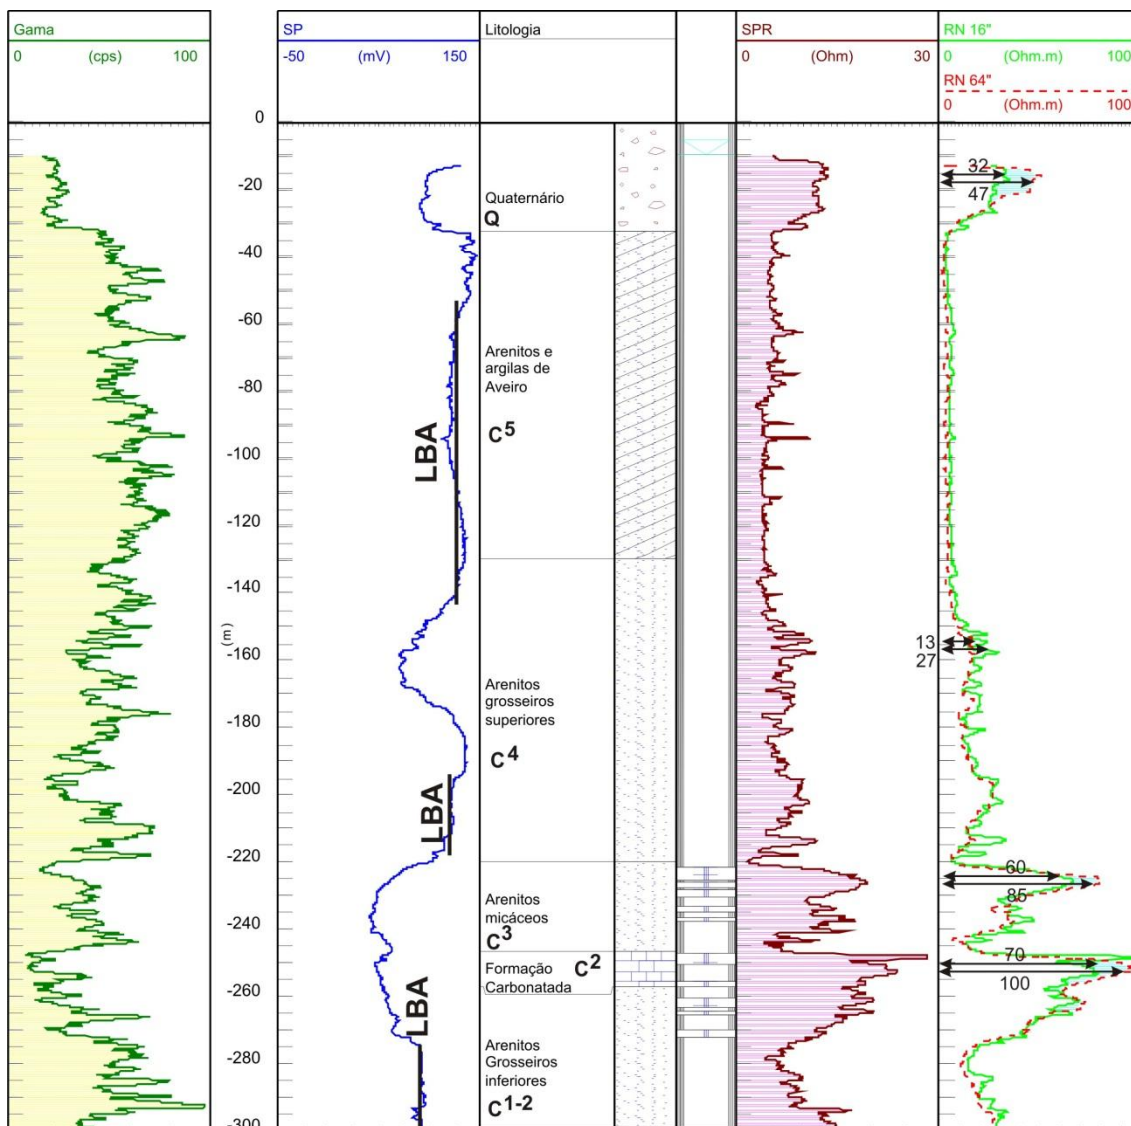 Gama
0 (cps) 100
SP
-50 (mV) 150
Litologia
SPR
0 (Ohm) 30
RN 16"
0 (Ohm.m) 100
RN 64"
0 (Ohm.m) 100
0
-20
-40
-60
-80
-100
-120
-140
(m)
-160
-180
-200
-220
-240
-260
-280
-300
LBA
LBA
LBA
Quaternário
Q
Arenitos e
argilas de
Aveiro
C5
Arenitos
grosseiros
superiores
C4
Arenitos
micáceos
C3
Formação C2
Carbonatada
Arenitos
Grosseiros
inferiores
C1-2
32
47
13
27
60
85
70
100